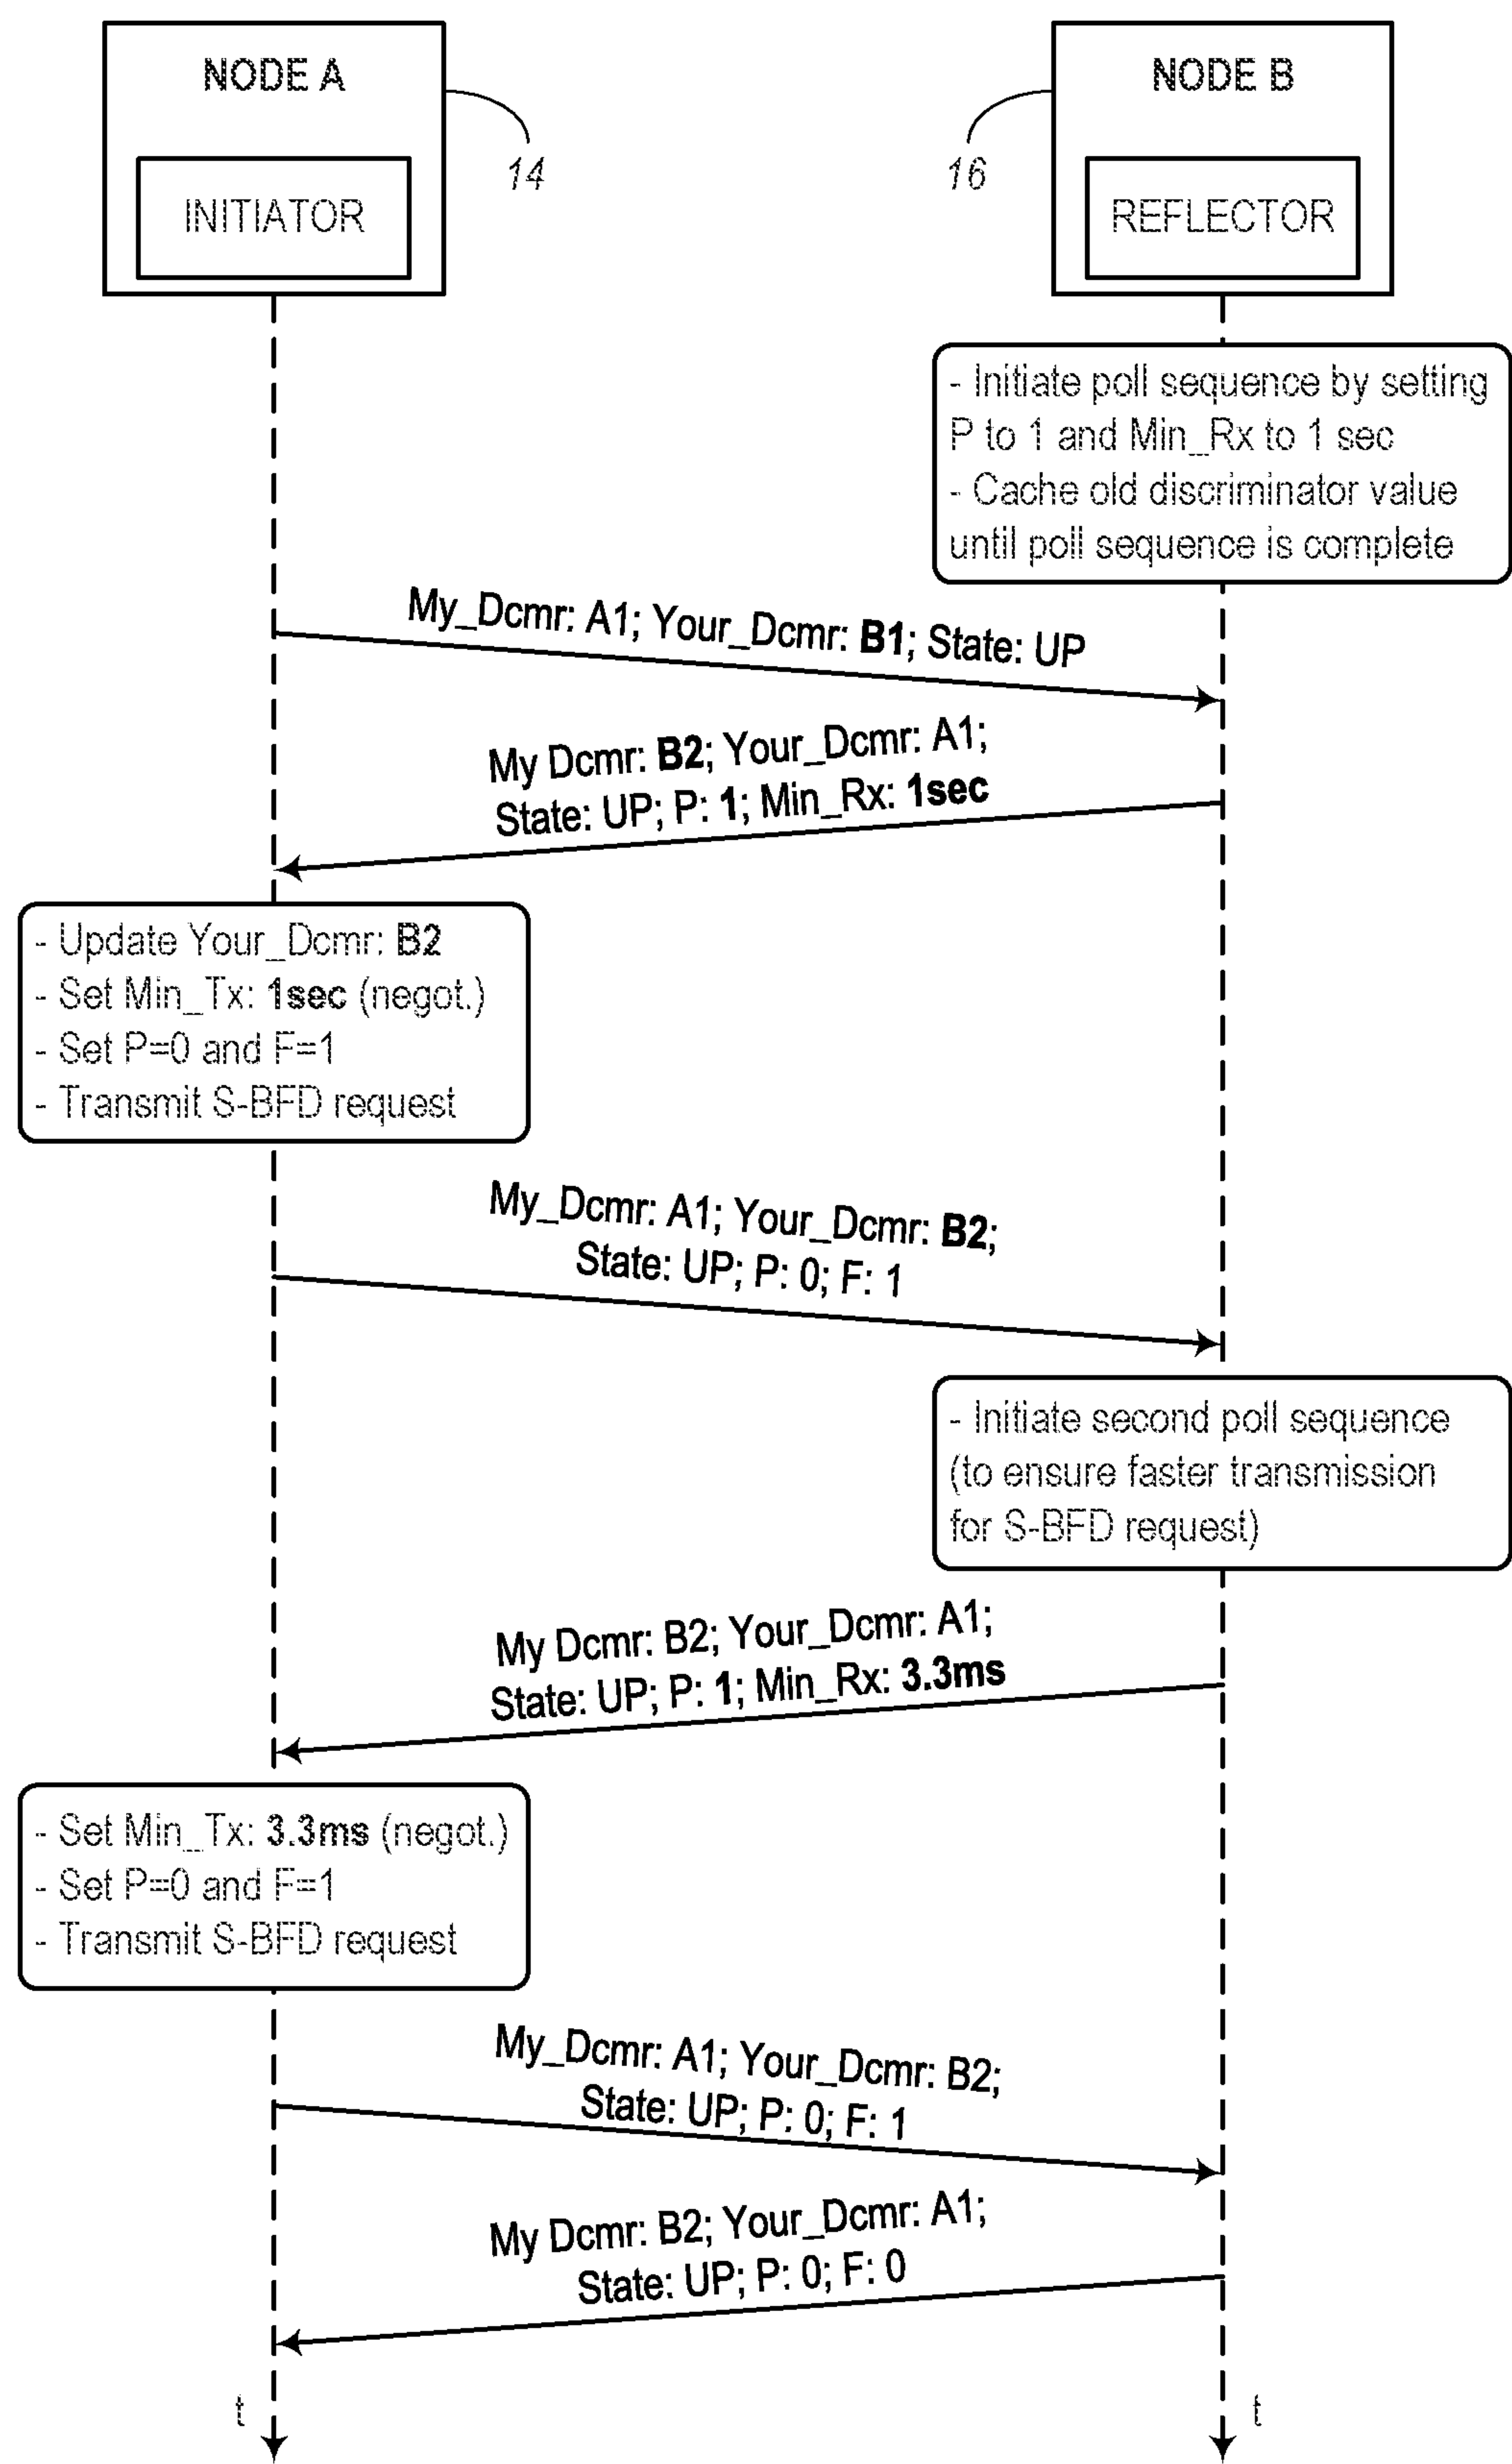 NODE A
INITIATOR
14
NODE B
REFLECTOR
16
- Initiate poll sequence by setting
P to 1 and Min_Rx to 1 sec
- Cache old discriminator value
until poll sequence is complete
My_Dcmr: A1; Your_Dcmr: B1; State: UP
My Dcmr: B2; Your_Dcmr: A1;
State: UP; P: 1; Min_Rx: 1sec
- Update Your_Dcmr: B2
- Set Min_Tx: 1sec (negot.)
- Set P=0 and F=1
- Transmit S-BFD request
My_Dcmr: A1; Your_Dcmr: B2;
State: UP; P: 0; F: 1
- Initiate second poll sequence
(to ensure faster transmission
for S-BFD request)
My Dcmr: B2; Your_Dcmr: A1;
State: UP; P: 1; Min_Rx: 3.3ms
- Set Min_Tx: 3.3ms (negot.)
- Set P=0 and F=1
- Transmit S-BFD request
My_Dcmr: A1; Your_Dcmr: B2;
State: UP; P: 0; F: 1
My Dcmr: B2; Your_Dcmr: A1;
State: UP; P: 0; F: 0
t
t